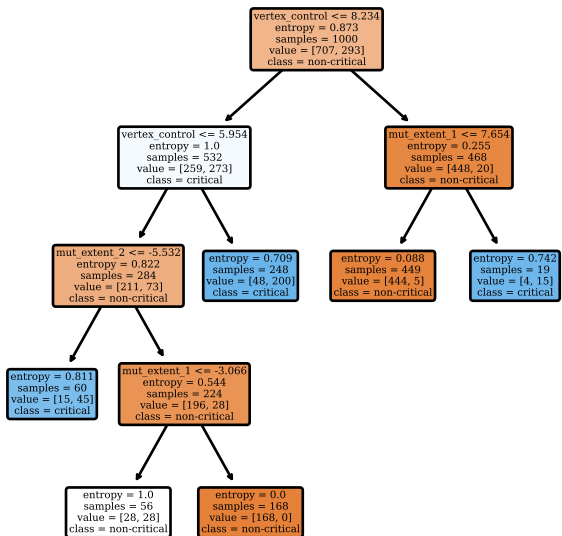 vertex_control <= 8.234
entropy = 0.873
samples = 1000
value = [707, 293]
class = non-critical
vertex_control <= 5.954
entropy = 1.0
samples = 532
value = [259, 273]
class = critical
mut_extent_1 <= 7.654
entropy = 0.255
samples = 468
value = [448, 20]
class = non-critical
mut_extent_2 <= -5.532
entropy = 0.822
samples = 284
value = [211, 73]
class = non-critical
entropy = 0.709
samples = 248
value = [48, 200]
class = critical
entropy = 0.088
samples = 449
value = [444, 5]
class = non-critical
entropy = 0.742
samples = 19
value = [4, 15]
class = critical
entropy = 0.811
samples = 60
value = [15, 45]
class = critical
mut_extent_1 <= -3.066
entropy = 0.544
samples = 224
value = [196, 28]
class = non-critical
entropy = 1.0
samples = 56
value = [28, 28]
class = non-critical
entropy = 0.0
samples = 168
value = [168, 0]
class = non-critical